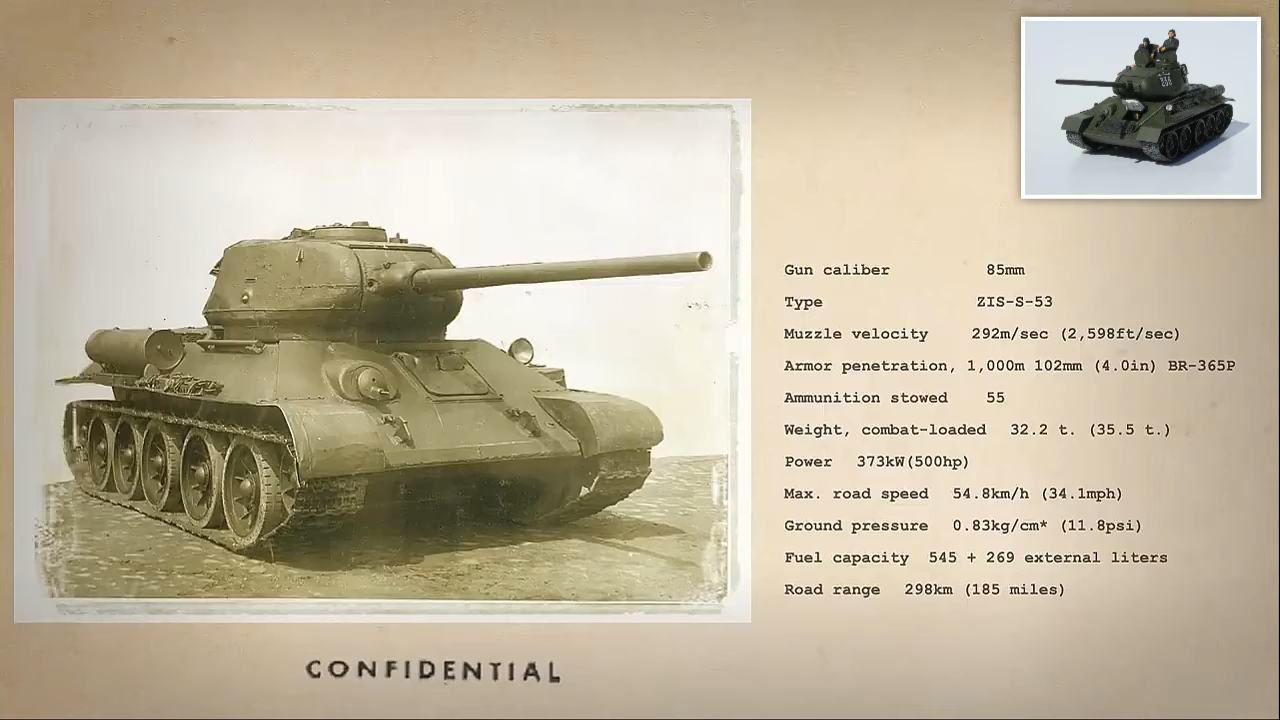 Gun caliber 85mm
Type ZIS-S-53
Muzzle velocity 292m/sec (2,598ft/sec)
Armor penetration, 1,000m 102mm (4.0in) BR-365P
Ammunition stowed 55
Weight, combat-loaded 32.2 t. (35.5 t.)
Power 373kW(500hp)
Max. road speed 54.8km/h (34.1mph)
Ground pressure 0.83kg/cm* (11.8psi)
Fuel capacity 545 + 269 external liters
Road range 298km (185 miles)
CONFIDENTIAL